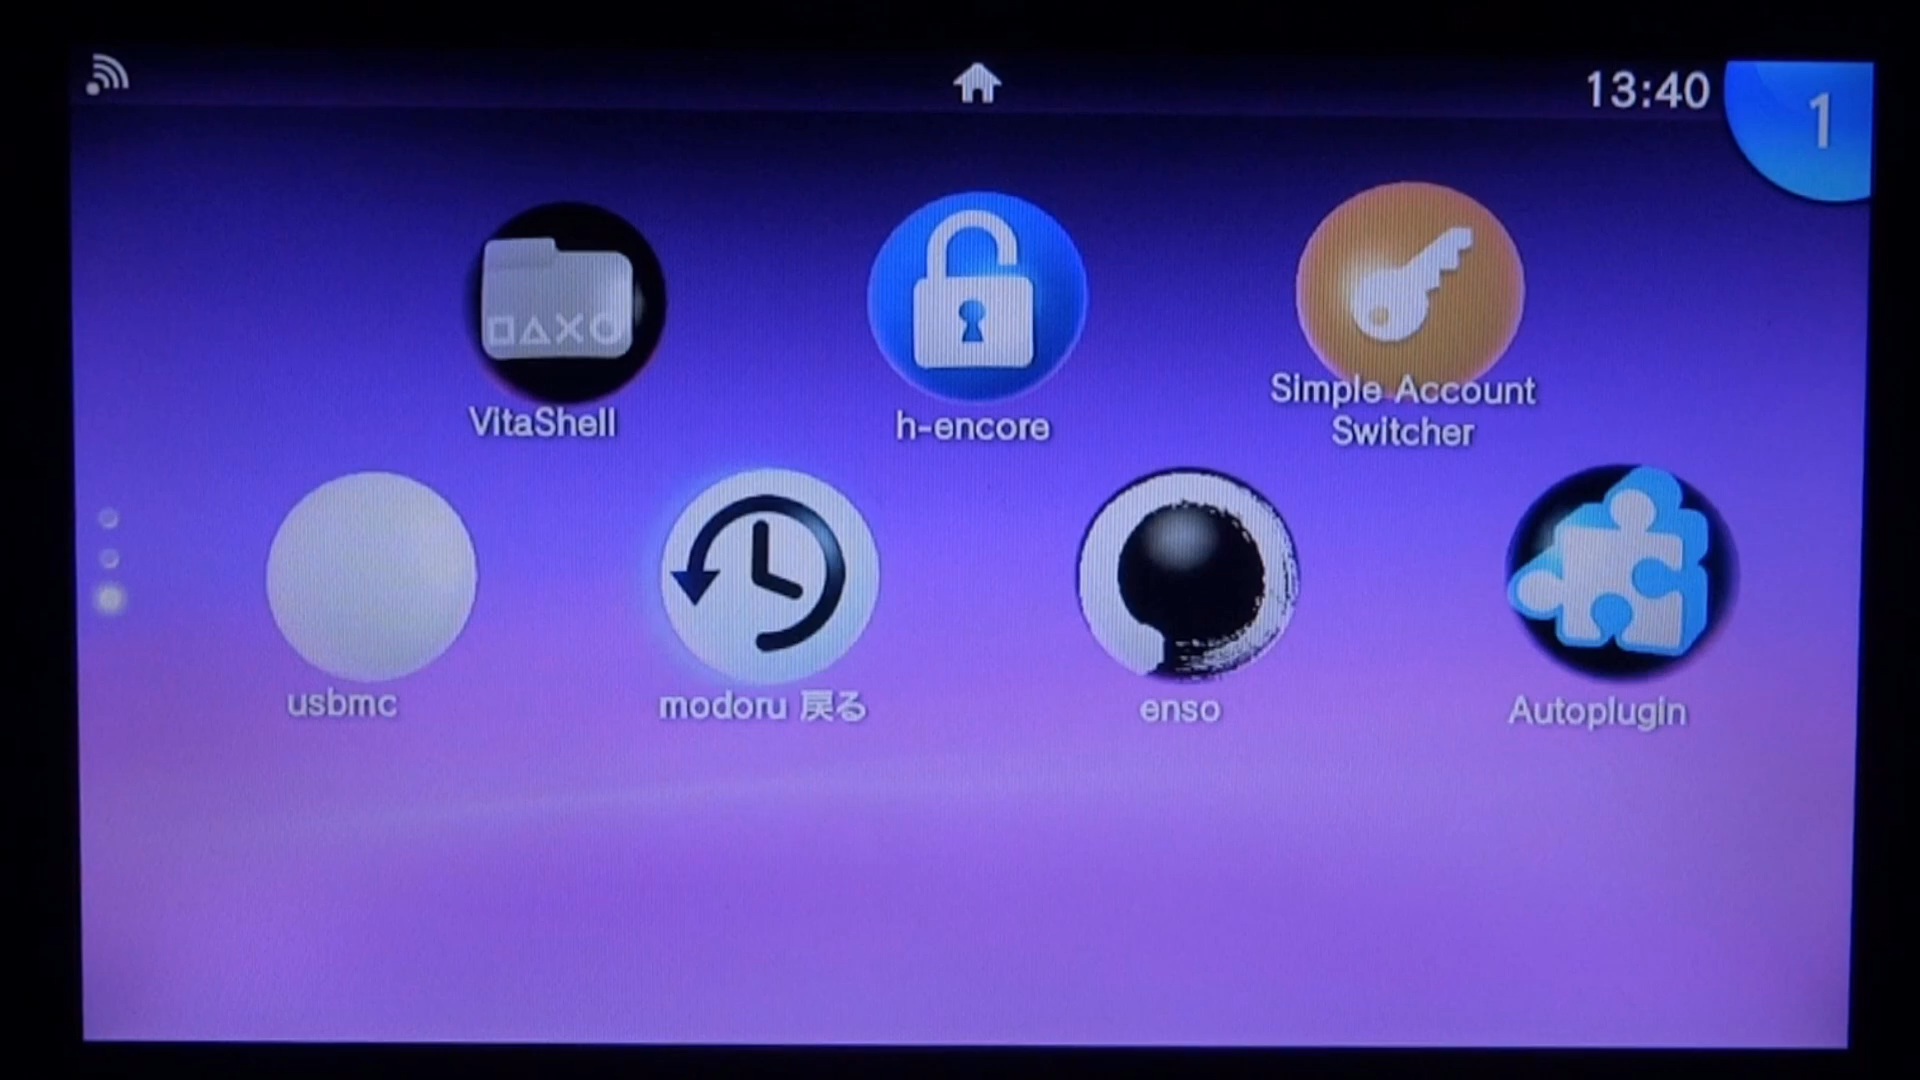 13:40
1
VitaShell
h-encore
Simple Account
Switcher
usbmc
modoru 戻る
enso
Autoplugin